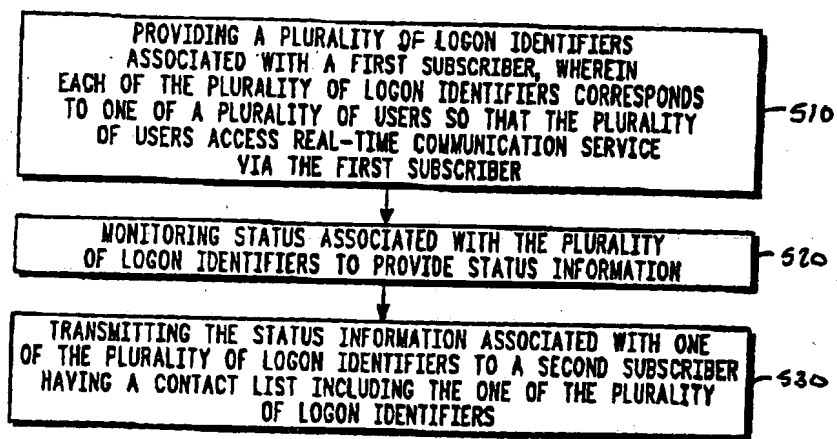 PROVIDING A PLURALITY OF LOGON IDENTIFIERS
ASSOCIATED WITH A FIRST SUBSCRIBER, WHEREIN
EACH OF THE PLURALITY OF LOGON IDENTIFIERS CORRESPONDS
TO ONE OF A PLURALITY OF USERS SO THAT THE PLURALITY
OF USERS ACCESS REAL-TIME COMMUNICATION SERVICE
VIA THE FIRST SUBSCRIBER
510
MONITORING STATUS ASSOCIATED WITH THE PLURALITY
OF LOGON IDENTIFIERS TO PROVIDE STATUS INFORMATION
520
TRANSMITTING THE STATUS INFORMATION ASSOCIATED WITH ONE
OF THE PLURALITY OF LOGON IDENTIFIERS TO A SECOND SUBSCRIBER
HAVING A CONTACT LIST INCLUDING THE ONE OF THE PLURALITY
OF LOGON IDENTIFIERS
530